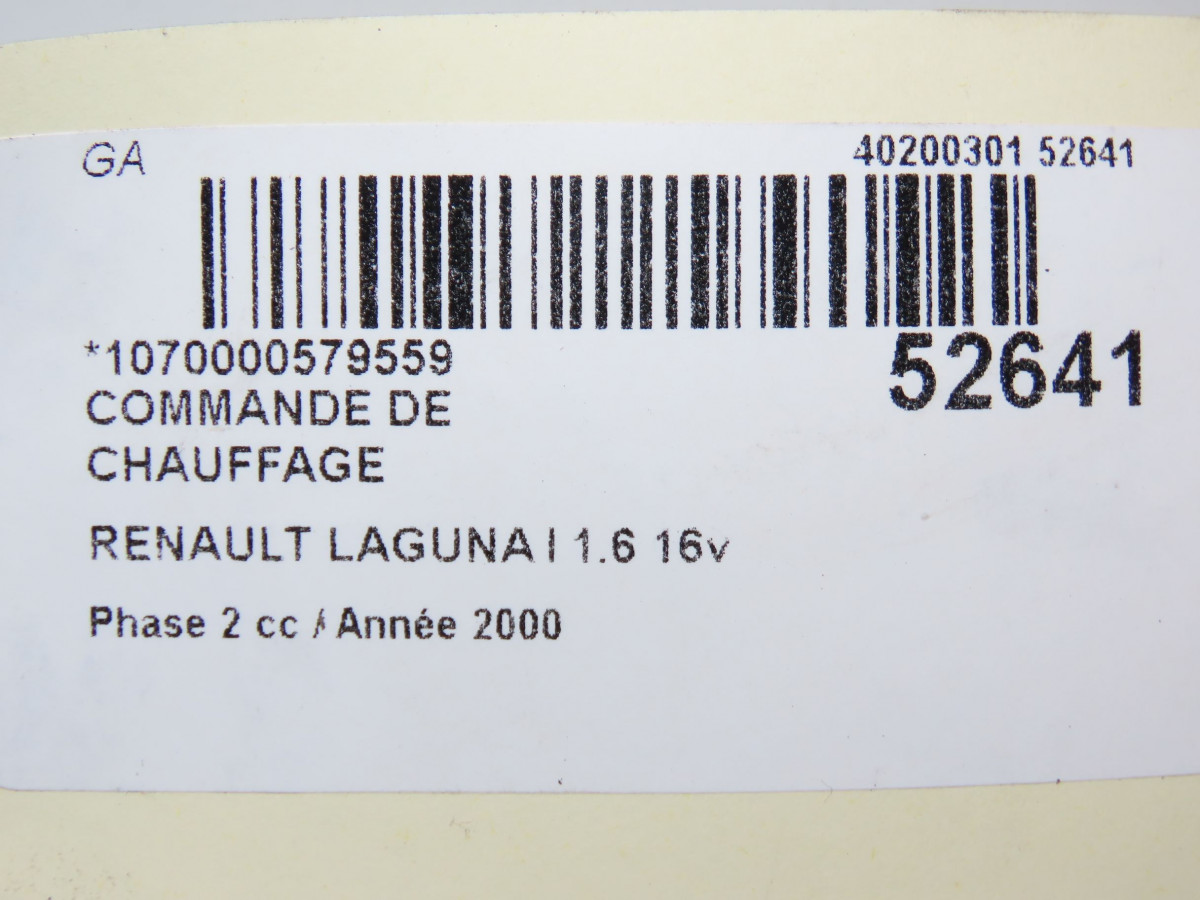 GA
40200301 52641
*1070000579559
52641
COMMANDE DE
CHAUFFAGE
RENAULT LAGUNA I 1.6 16v
Phase 2 cc / Année 2000